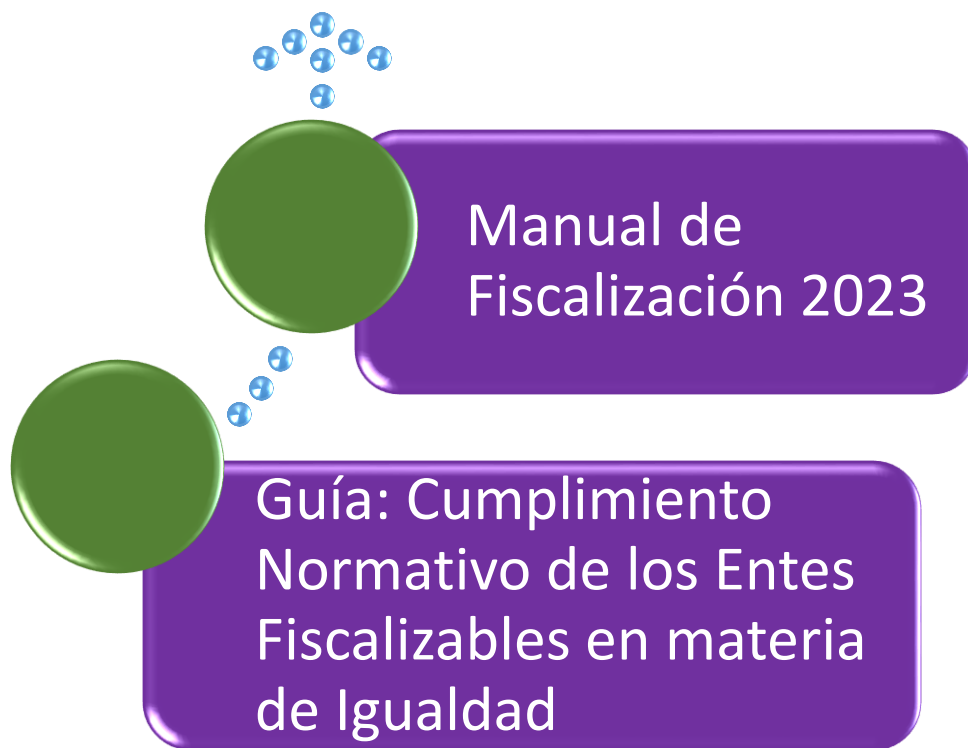 Manual de
Fiscalización 2023
Guía: Cumplimiento
Normativo de los Entes
Fiscalizables en materia
de Igualdad